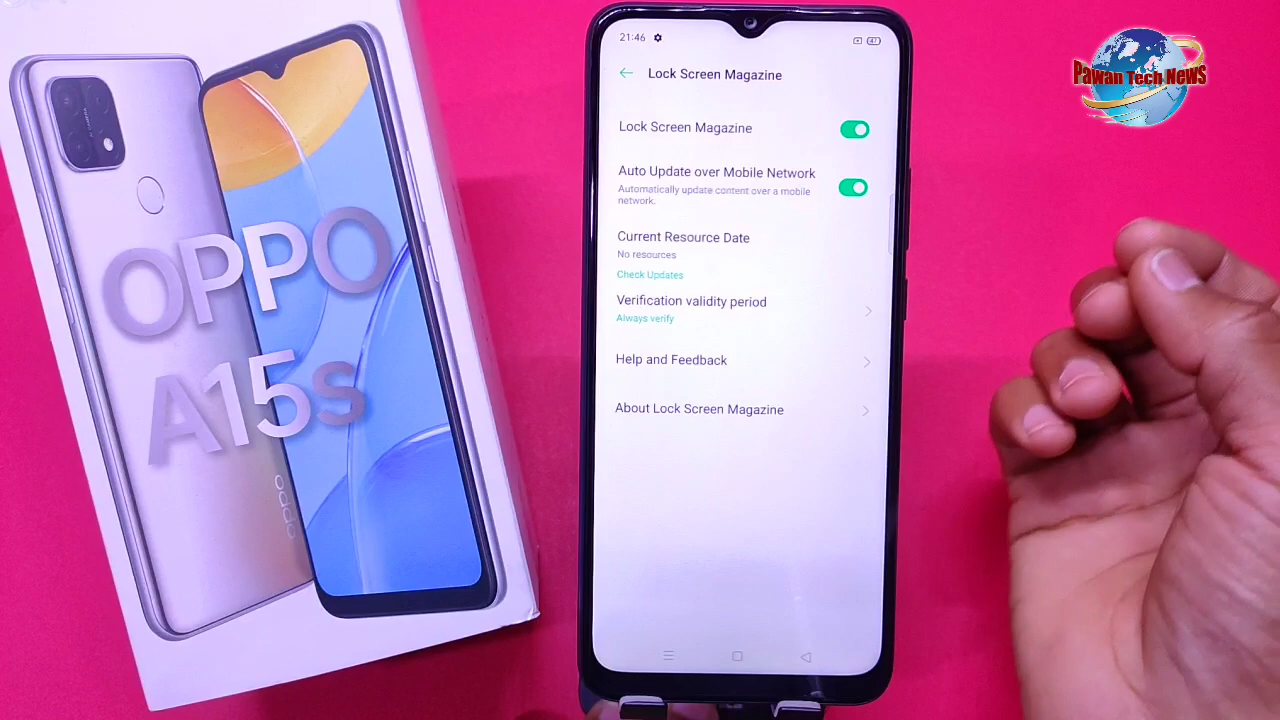 OPPO
A15s
oppo
21:46
Lock Screen Magazine
Lock Screen Magazine
Auto Update over Mobile Network
Automatically update content over a mobile
network.
Current Resource Date
No resources
Check Updates
Verification validity period
Always verify
Help and Feedback
About Lock Screen Magazine
Pawan Tech News